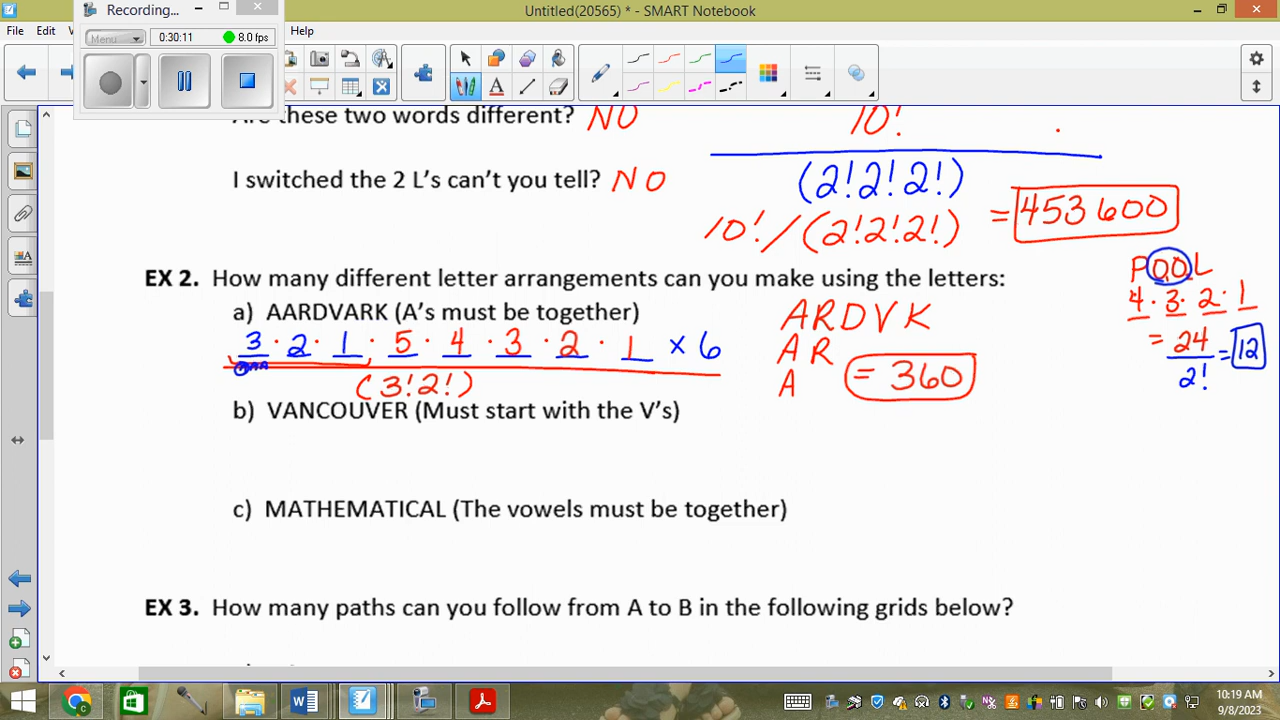 Recording...
Untitled(20565) * - SMART Notebook
Menu
0:30:11
8.0 fps
File
Help
Are these two words different? NO
10!
(2!2!2!)
I switched the 2 L's can't you tell? NO
10!/(2!2!2!) = 453 600
EX 2. How many different letter arrangements can you make using the letters:
POOL
a) AARDVARK (A's must be together)
ARDVK
4 · 3 · 2 · 1
3 · 2 · 1 · 5 · 4 · 3 · 2 · 1 × 6
AR
= 24 = 12
2!
(3!2!)
A
= 360
b) VANCOUVER (Must start with the V's)
c) MATHEMATICAL (The vowels must be together)
EX 3. How many paths can you follow from A to B in the following grids below?
10:19 AM
9/8/2023